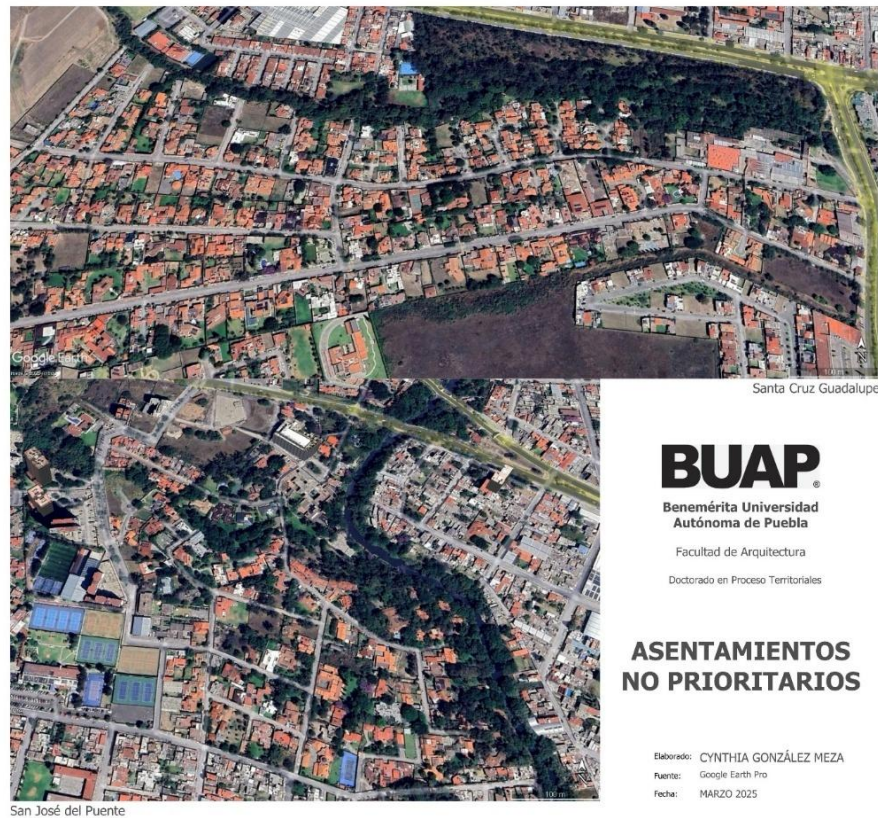 Google Earth
100 m
Santa Cruz Guadalupe
BUAP®
Benemérita Universidad
Autónoma de Puebla
Facultad de Arquitectura
Doctorado en Proceso Territoriales
ASENTAMIENTOS
NO PRIORITARIOS
Elaborado: CYNTHIA GONZÁLEZ MEZA
Fuente: Google Earth Pro
Fecha: MARZO 2025
100 m
San José del Puente